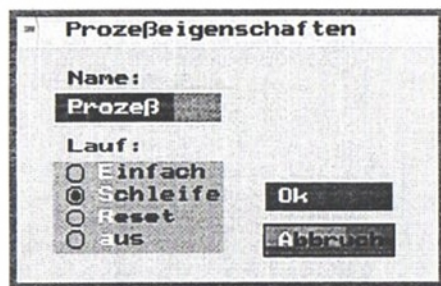 Prozeßeigenschaften
Name:
Prozeß
Lauf:
Einfach
Schleife
Reset
aus
Ok
Abbruch